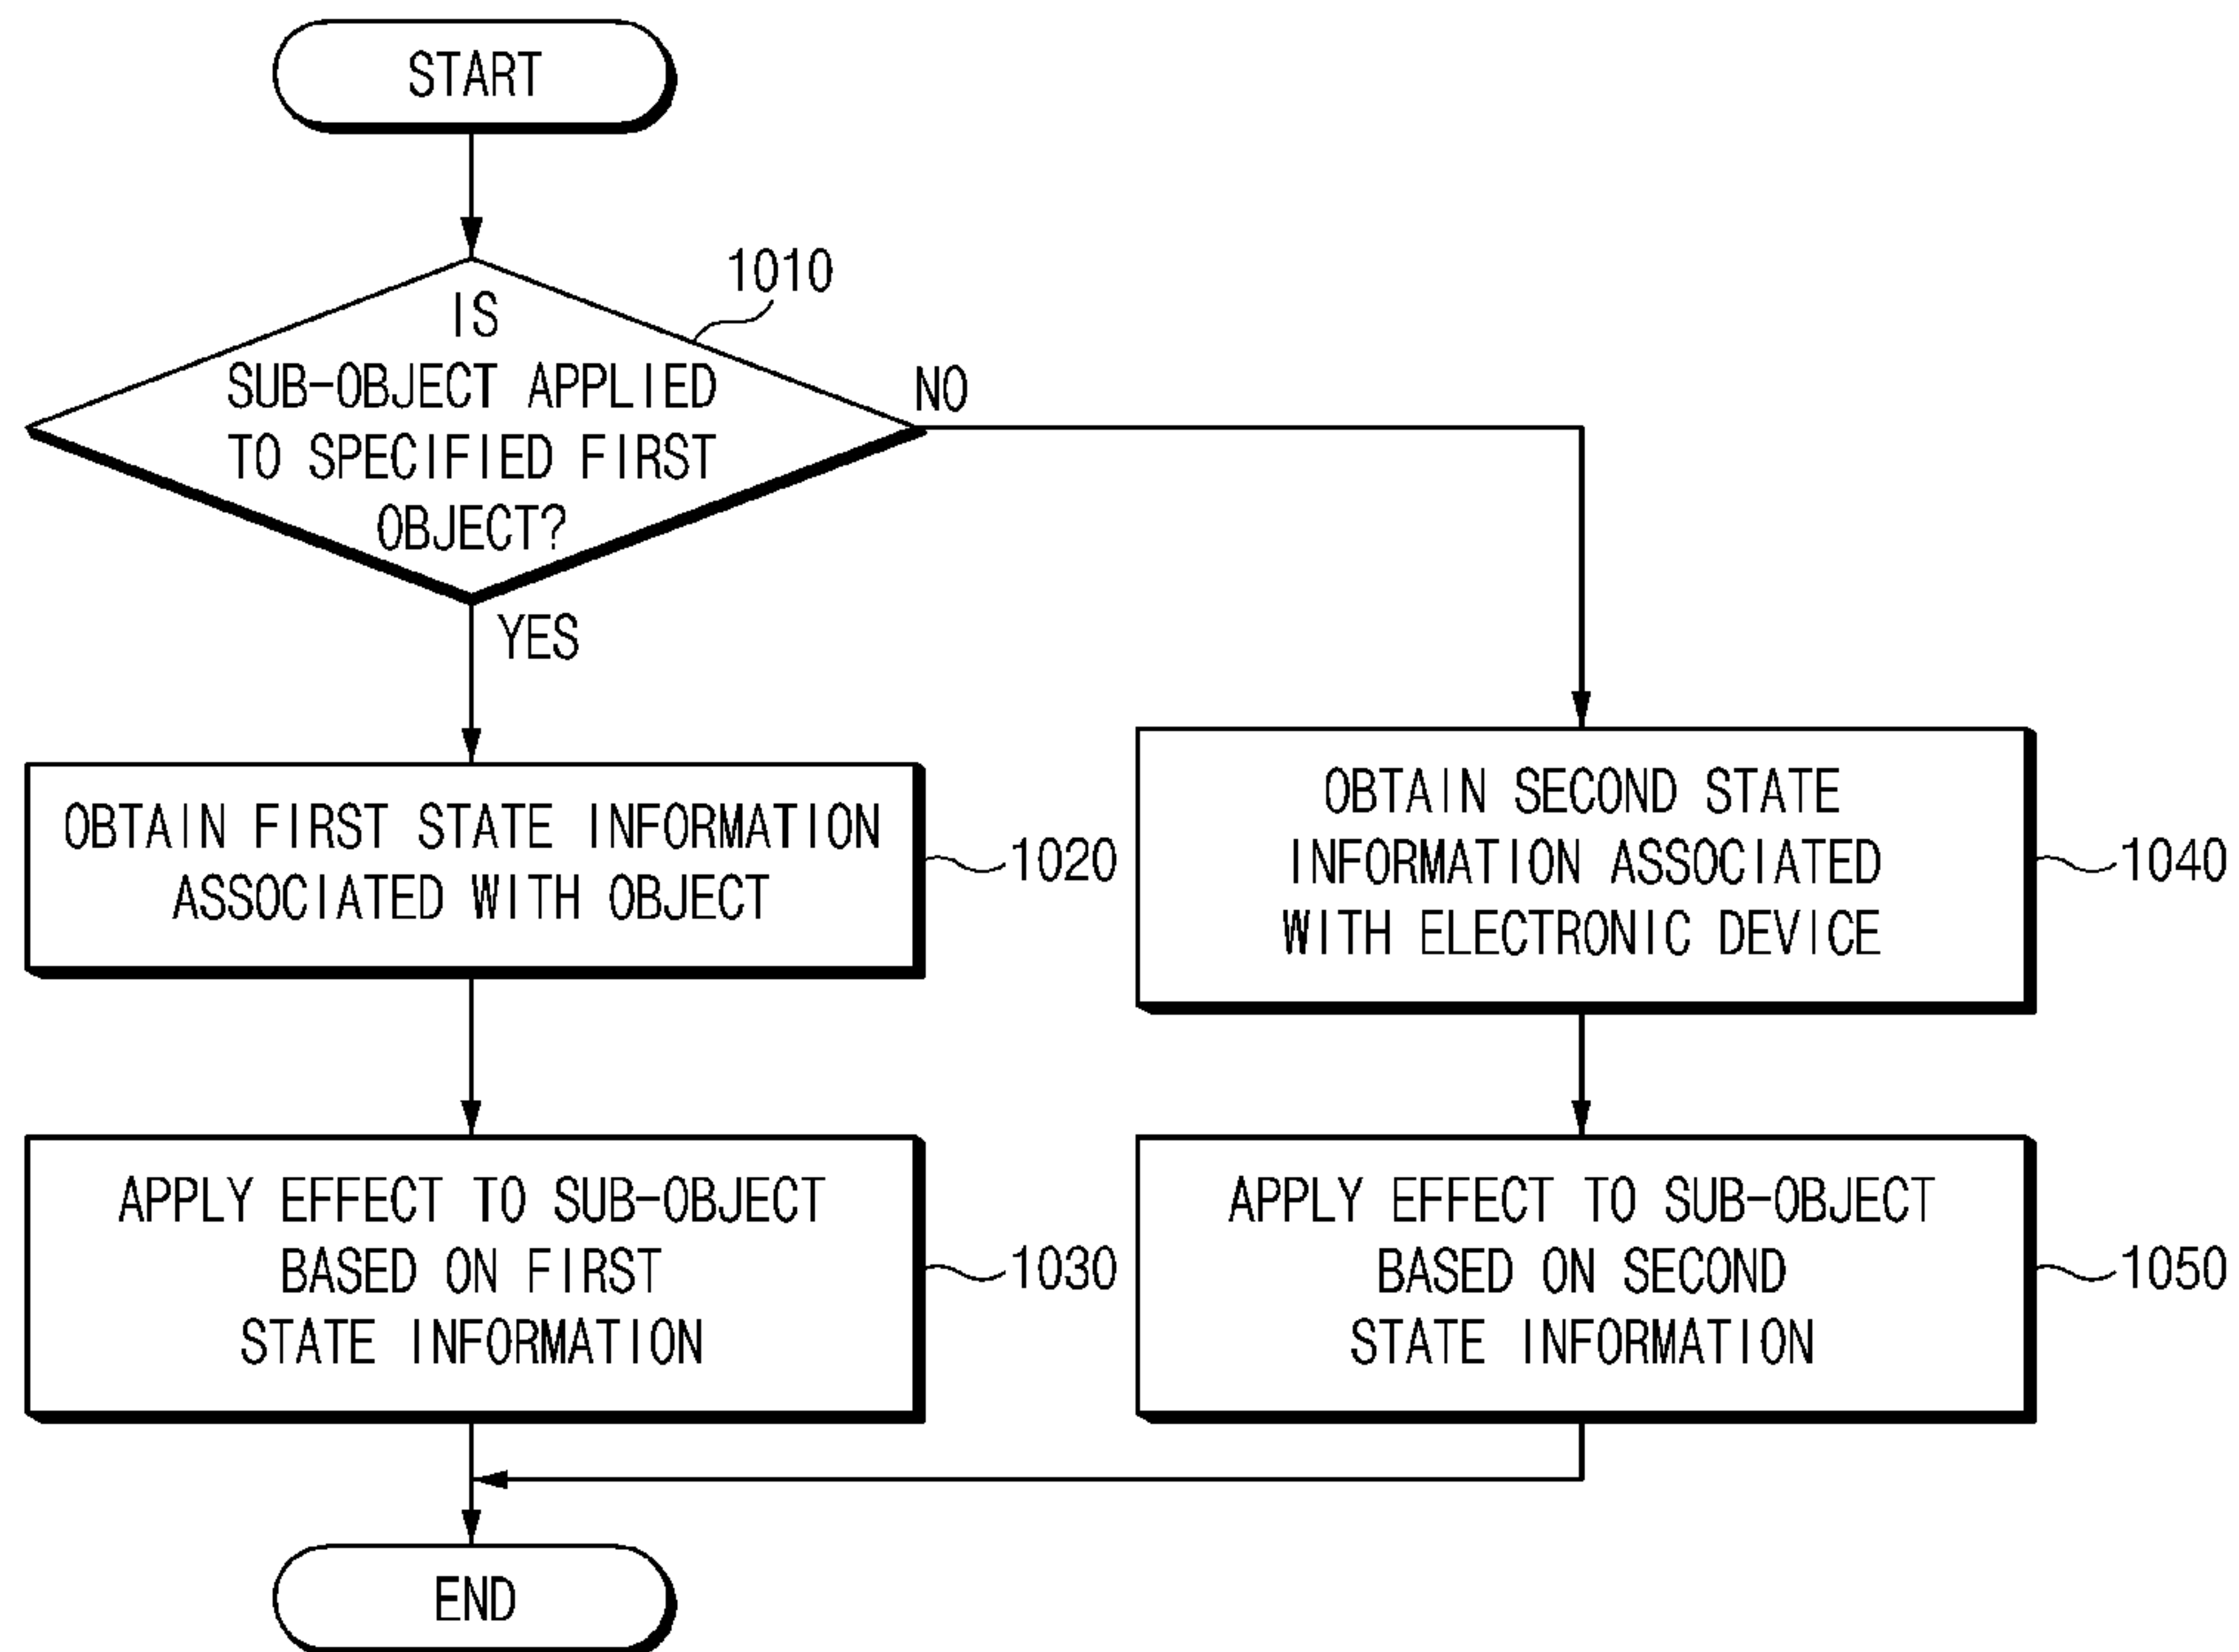 START
1010
IS
SUB-OBJECT APPLIED
TO SPECIFIED FIRST
OBJECT?
NO
YES
OBTAIN FIRST STATE INFORMATION
ASSOCIATED WITH OBJECT
1020
OBTAIN SECOND STATE
INFORMATION ASSOCIATED
WITH ELECTRONIC DEVICE
1040
APPLY EFFECT TO SUB-OBJECT
BASED ON FIRST
STATE INFORMATION
1030
APPLY EFFECT TO SUB-OBJECT
BASED ON SECOND
STATE INFORMATION
1050
END